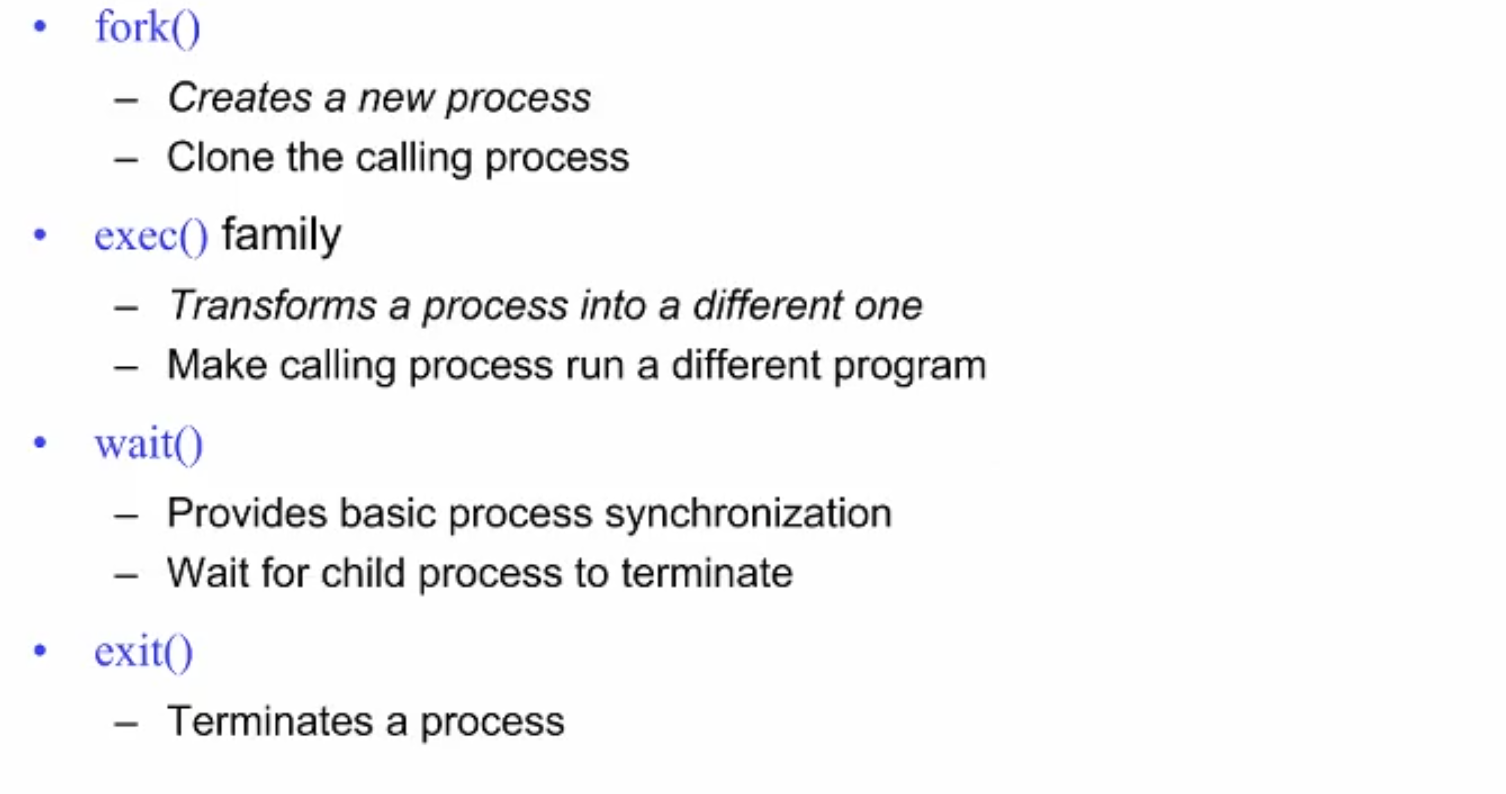 • fork()
– Creates a new process
– Clone the calling process
• exec() family
– Transforms a process into a different one
– Make calling process run a different program
• wait()
– Provides basic process synchronization
– Wait for child process to terminate
• exit()
– Terminates a process